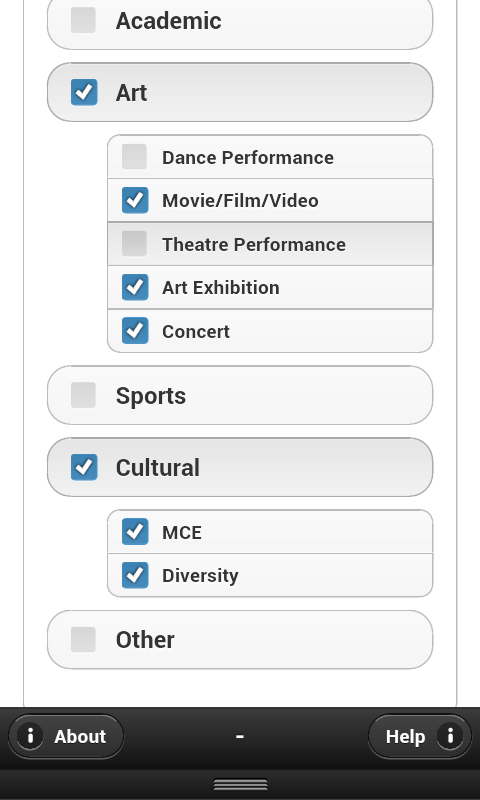 Academic
Art
Dance Performance
Movie/Film/Video
Theatre Performance
Art Exhibition
Concert
Sports
Cultural
MCE
Diversity
Other
About - Help